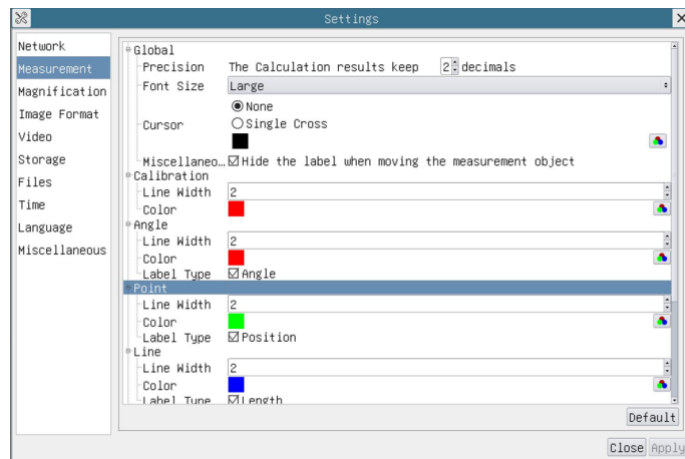 Settings
Network
Measurement
Magnification
Image Format
Video
Storage
Files
Time
Language
Miscellaneous
Global
Precision The Calculation results keep 2 decimals
Font Size Large
None
Cursor Single Cross
Miscellaneo... Hide the label when moving the measurement object
Calibration
Line Width 2
Color
Angle
Line Width 2
Color
Label Type Angle
Point
Line Width 2
Color
Label Type Position
Line
Line Width 2
Color
Label Type Length
Default
Close Apply